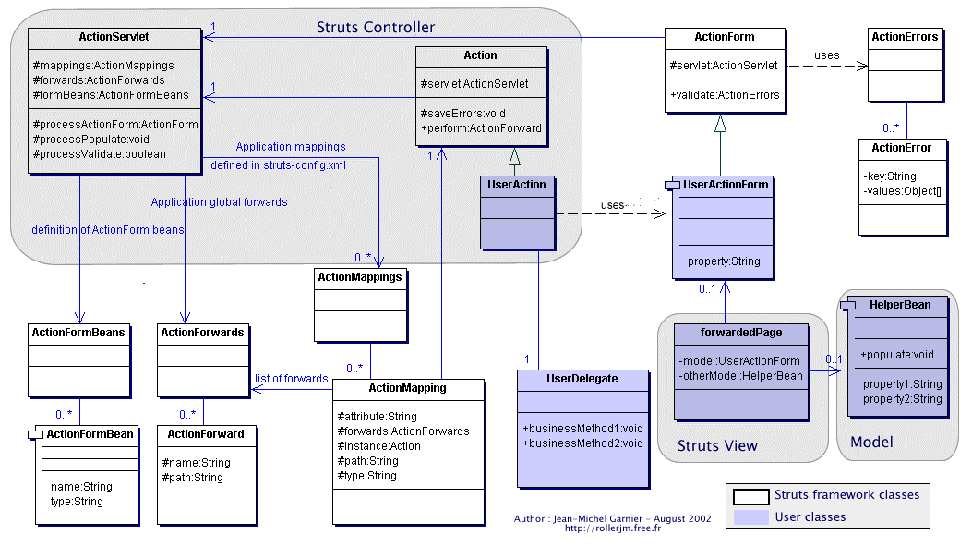 Struts Controller
ActionServlet
#mappings:ActionMappings
#forwards:ActionForwards
#formBeans:ActionFormBeans
#processActionForm:ActionForm
#processPopulate:void
#processValidate:boolean
1
1
Action
#servlet:ActionServlet
#saveErrors:void
+perform:ActionForward
1..*
ActionForm
#servlet:ActionServlet
+validate:ActionErrors
uses
ActionErrors
0..*
ActionError
-key:String
-values:Object[]
Application mappings
defined in struts-config.xml
Application global forwards
definition of ActionForm beans
UserAction
uses
UserActionForm
property:String
0..1
0..*
ActionMappings
0..*
ActionFormBeans
0..*
ActionForwards
0..*
list of forwards
ActionFormBean
name:String
type:String
ActionForward
#name:String
#path:String
ActionMapping
#attribute:String
#forwards:ActionForwards
#instance:Action
#path:String
#type:String
1
UserDelegate
+businessMethod1:void
+businessMethod2:void
forwardedPage
-model:UserActionForm
-otherModel:HelperBean
Struts View
0..1
HelperBean
+populate:void
property1:String
property2:String
Model
Author : Jean-Michel Garnier - August 2002
http://rollerjm.free.fr
Struts framework classes
User classes